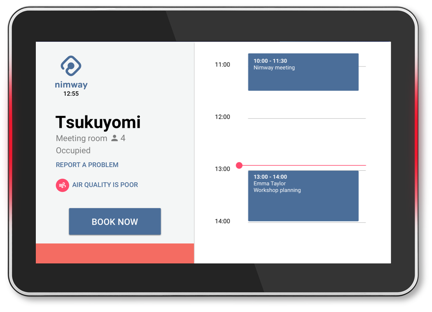 nimway
12:55
Tsukuyomi
Meeting room 4
Occupied
REPORT A PROBLEM
AIR QUALITY IS POOR
BOOK NOW
11:00
10:00 - 11:30
Nimway meeting
12:00
13:00
13:00 - 14:00
Emma Taylor
Workshop planning
14:00